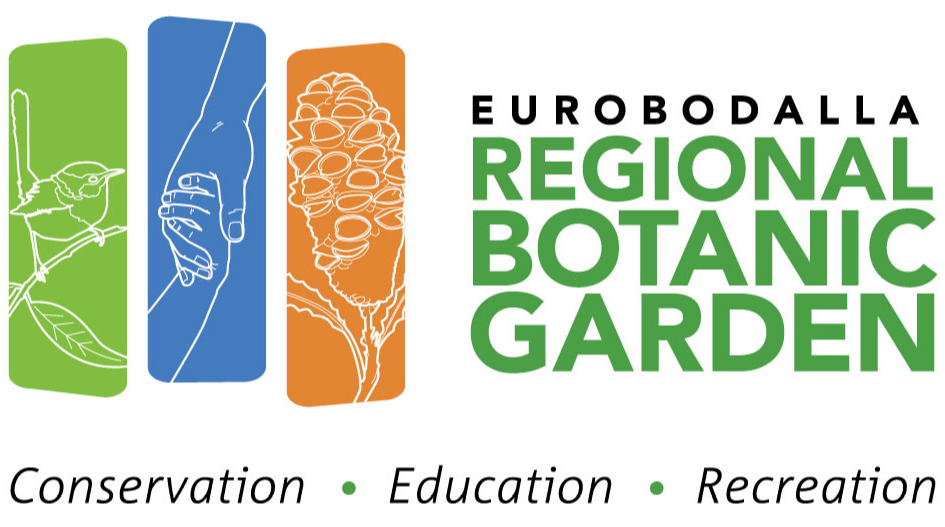 EUROBODALLA
REGIONAL
BOTANIC
GARDEN
Conservation • Education • Recreation